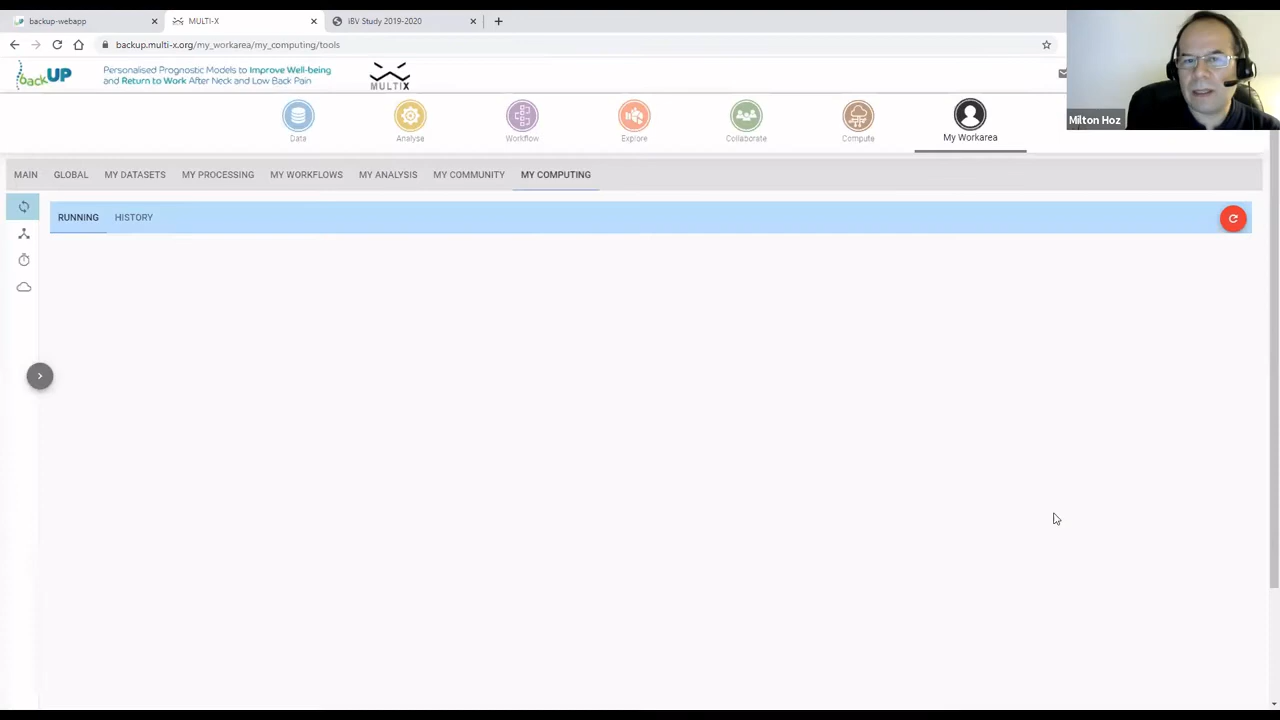 backup-webapp
MULTI-X
iBV Study 2019-2020
backup.multi-x.org/my_workarea/my_computing/tools
backUP
Personalised Prognostic Models to Improve Well-being
and Return to Work After Neck and Low Back Pain
MULTIX
Data
Analyse
Workflow
Explore
Collaborate
Compute
My Workarea
Milton Hoz
MAIN
GLOBAL
MY DATASETS
MY PROCESSING
MY WORKFLOWS
MY ANALYSIS
MY COMMUNITY
MY COMPUTING
RUNNING
HISTORY